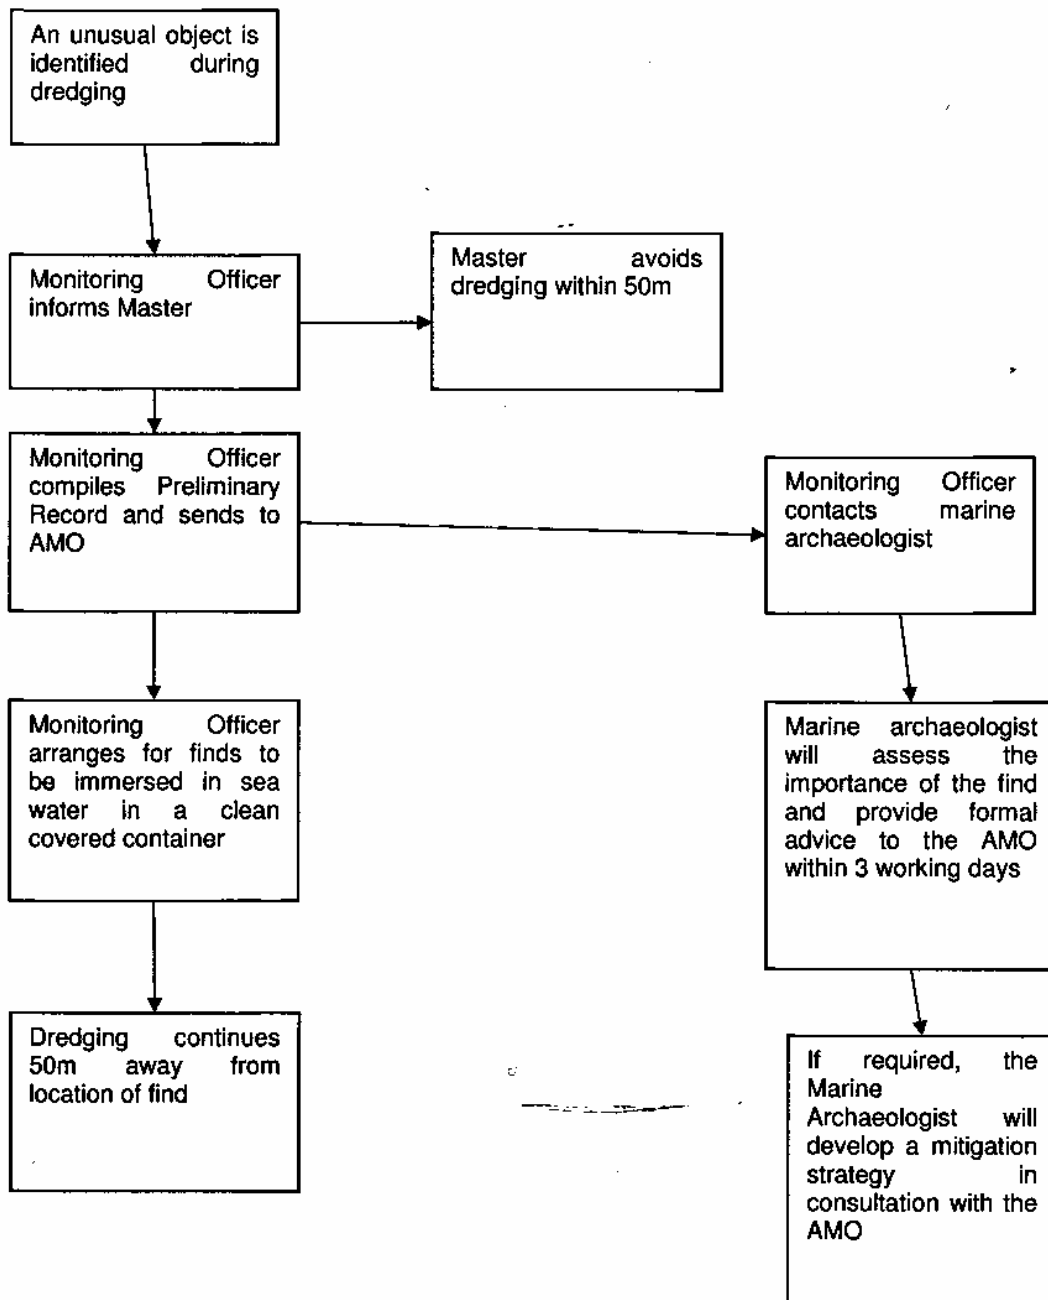 An unusual object is
identified during
dredging
Monitoring Officer
informs Master
Master avoids
dredging within 50m
Monitoring Officer
compiles Preliminary
Record and sends to
AMO
Monitoring Officer
contacts marine
archaeologist
Monitoring Officer
arranges for finds to
be immersed in sea
water in a clean
covered container
Marine archaeologist
will assess the
importance of the find
and provide formal
advice to the AMO
within 3 working days
Dredging continues
50m away from
location of find
If required, the
Marine
Archaeologist will
develop a mitigation
strategy in
consultation with the
AMO